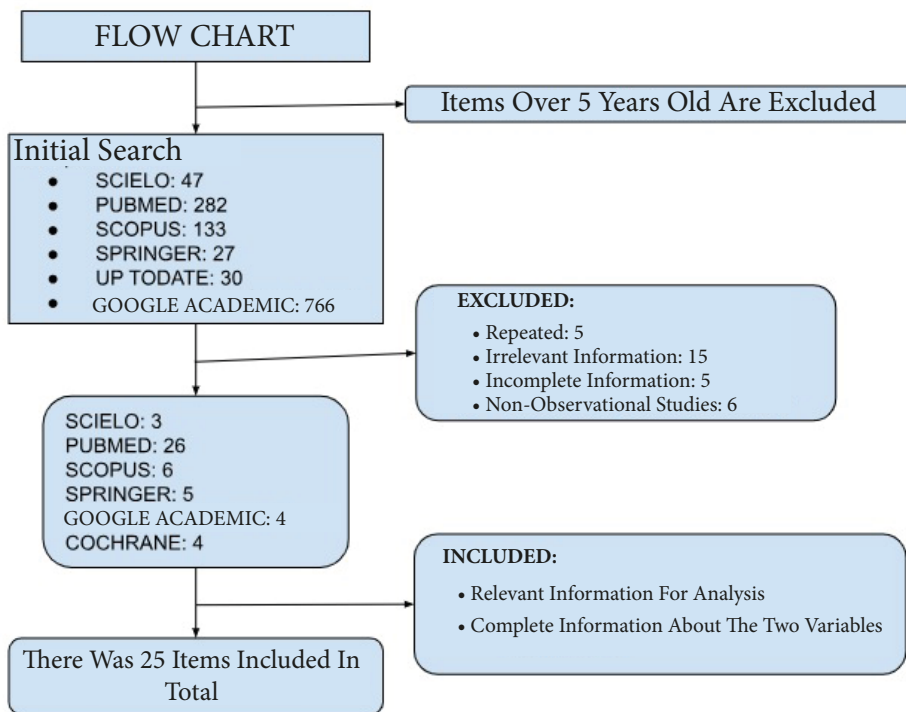 FLOW CHART
Items Over 5 Years Old Are Excluded
Initial Search
• SCIELO: 47
• PUBMED: 282
• SCOPUS: 133
• SPRINGER: 27
• UP TODATE: 30
• GOOGLE ACADEMIC: 766
EXCLUDED:
• Repeated: 5
• Irrelevant Information: 15
• Incomplete Information: 5
• Non-Observational Studies: 6
SCIELO: 3
PUBMED: 26
SCOPUS: 6
SPRINGER: 5
GOOGLE ACADEMIC: 4
COCHRANE: 4
INCLUDED:
• Relevant Information For Analysis
• Complete Information About The Two Variables
There Was 25 Items Included In
Total